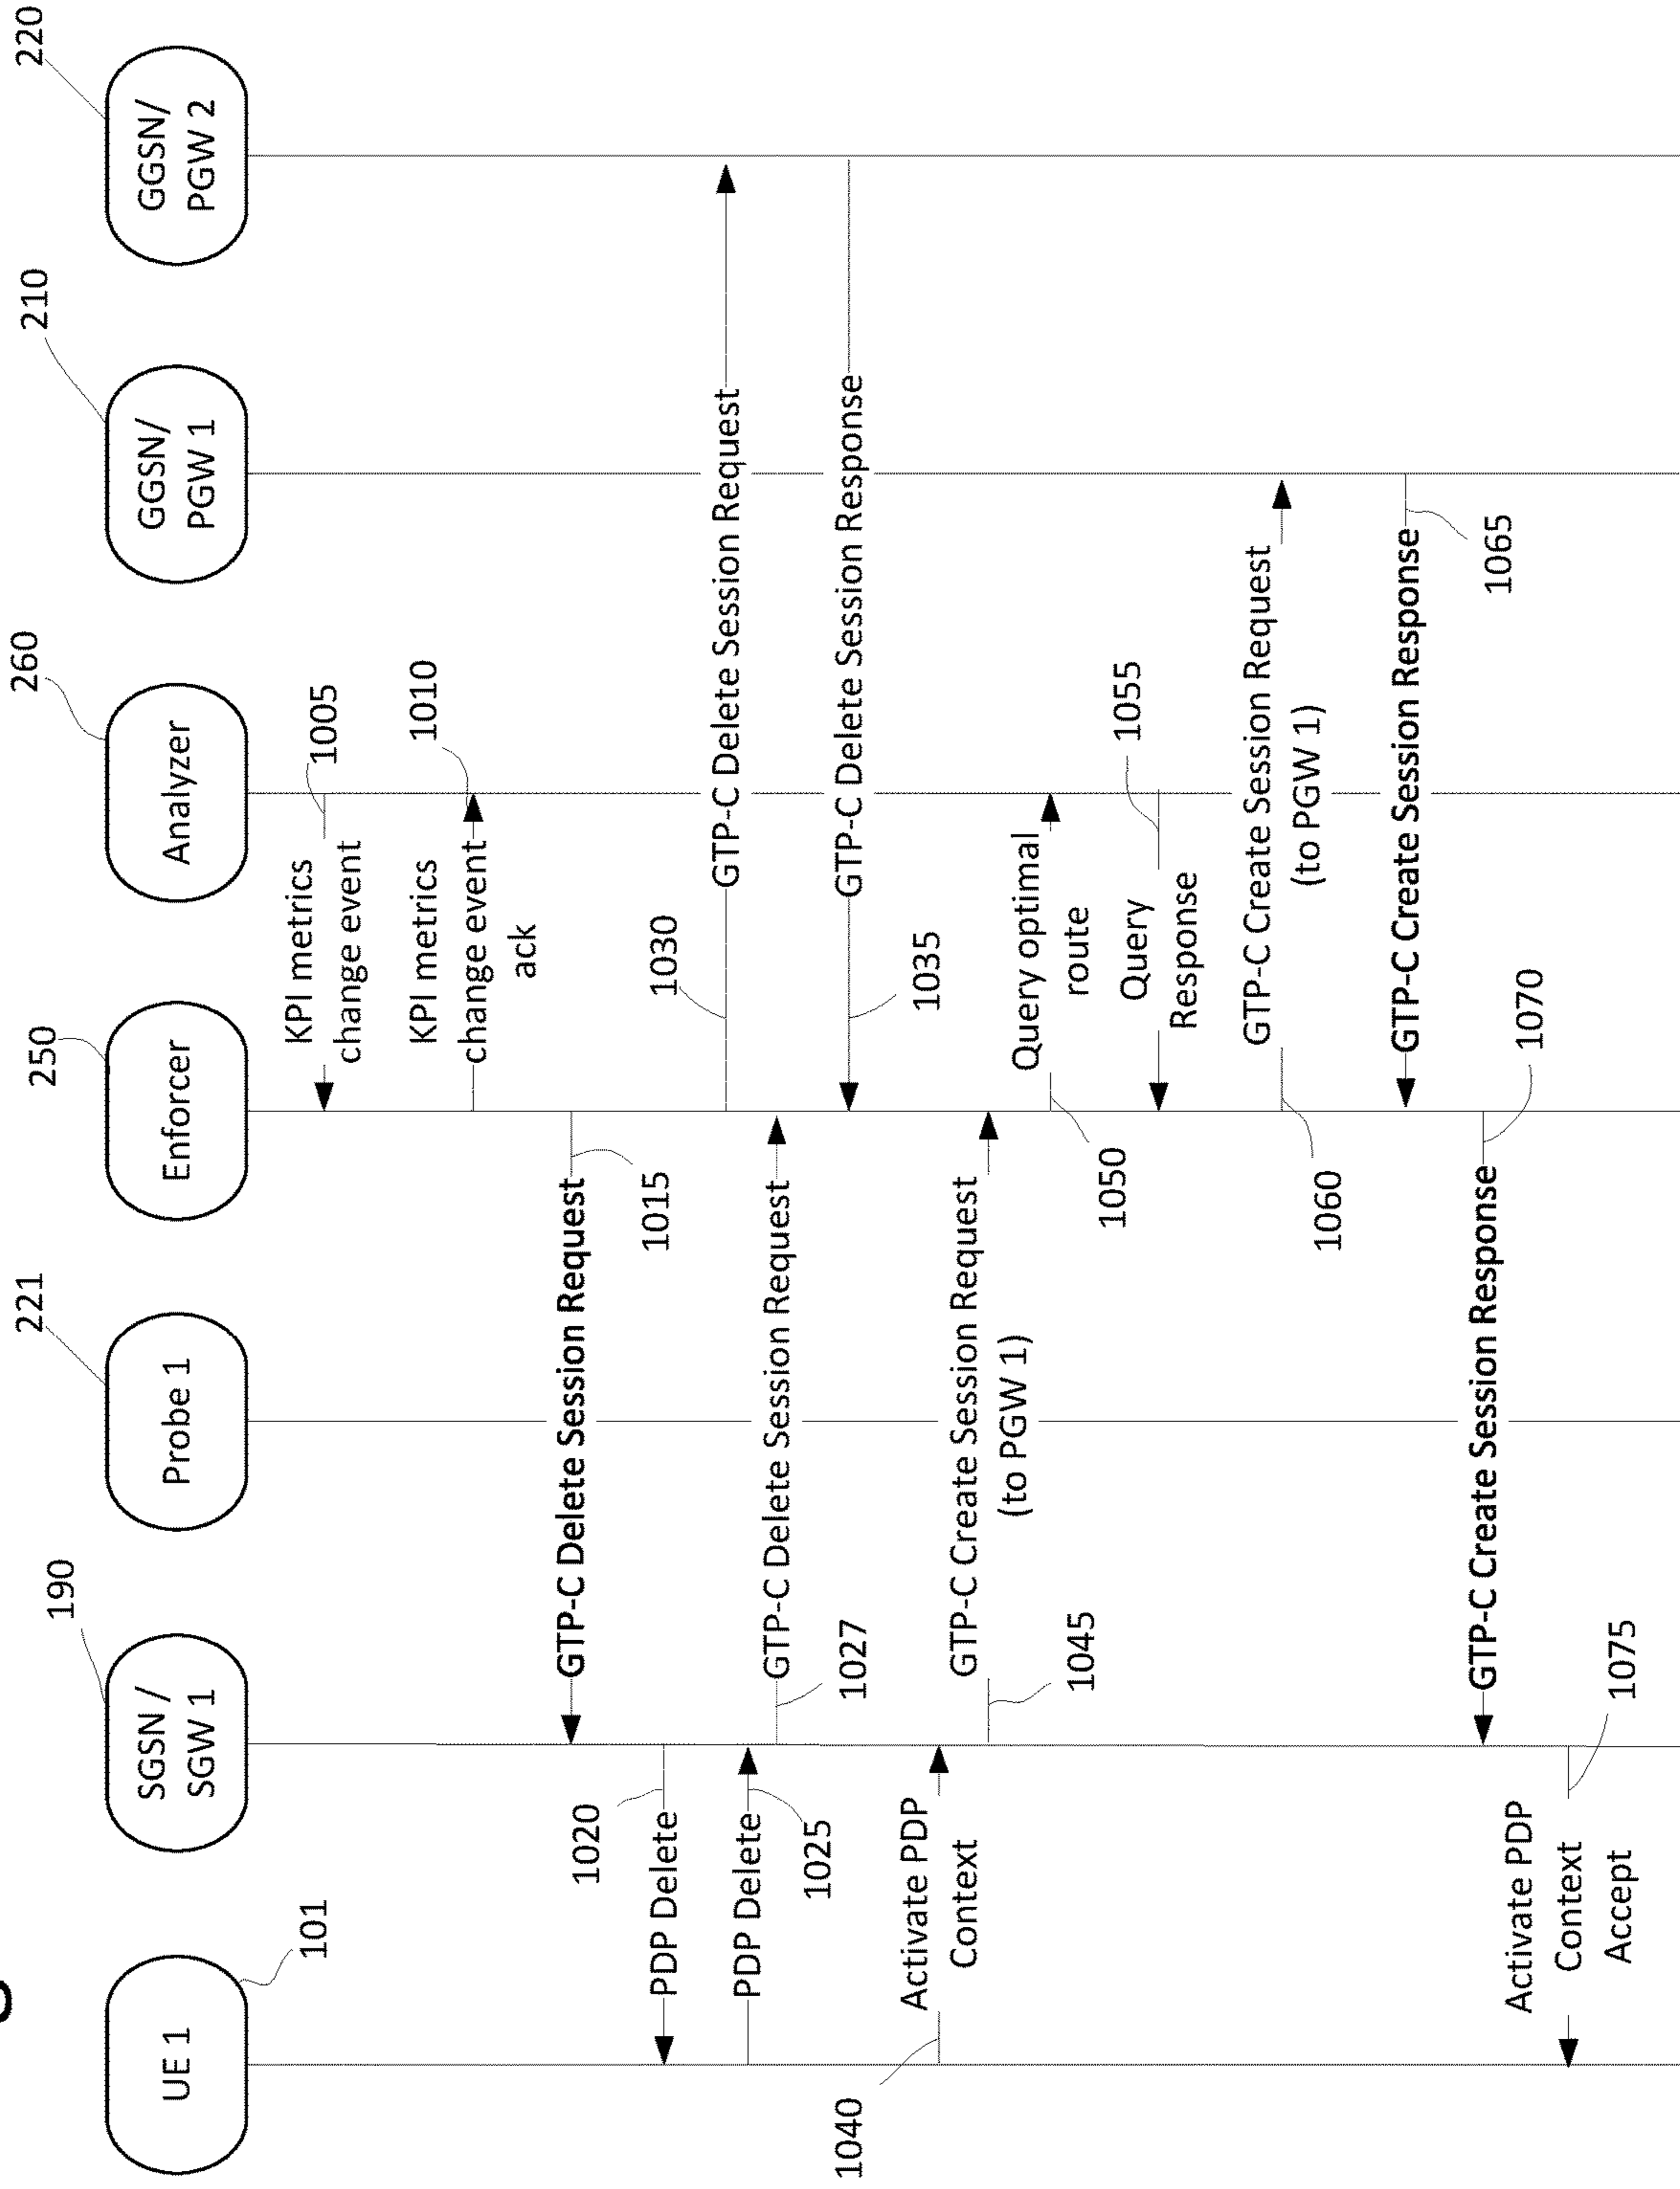 UE 1
101
SGSN /
SGW 1
190
Probe 1
221
Enforcer
250
Analyzer
260
GGSN/
PGW 1
210
GGSN/
PGW 2
220
KPI metrics
change event
1005
KPI metrics
change event
ack
1010
GTP-C Delete Session Request
1015
PDP Delete
1020
GTP-C Delete Session Request
1030
PDP Delete
1025
GTP-C Delete Session Request
1027
GTP-C Delete Session Response
1035
Activate PDP
Context
1040
GTP-C Create Session Request
(to PGW 1)
1045
Query optimal
route
1050
Query
Response
1055
GTP-C Create Session Request
(to PGW 1)
1060
GTP-C Create Session Response
1065
GTP-C Create Session Response
1070
Activate PDP
Context
Accept
1075